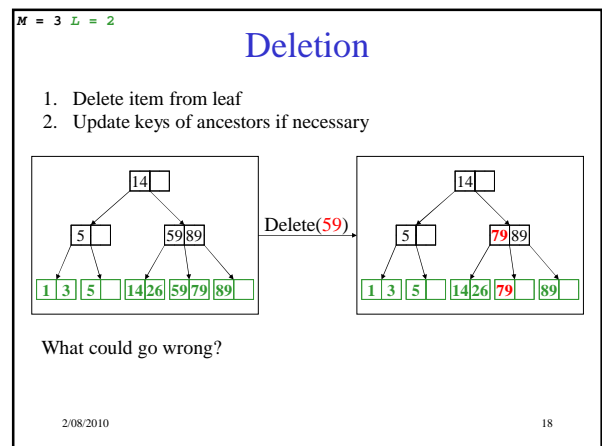 M = 3 L = 2
Deletion
1. Delete item from leaf
2. Update keys of ancestors if necessary
14
5
59 89
1 3 5 14 26 59 79 89
Delete(59)
14
5
79 89
1 3 5 14 26 79 89
What could go wrong?
2/08/2010
18